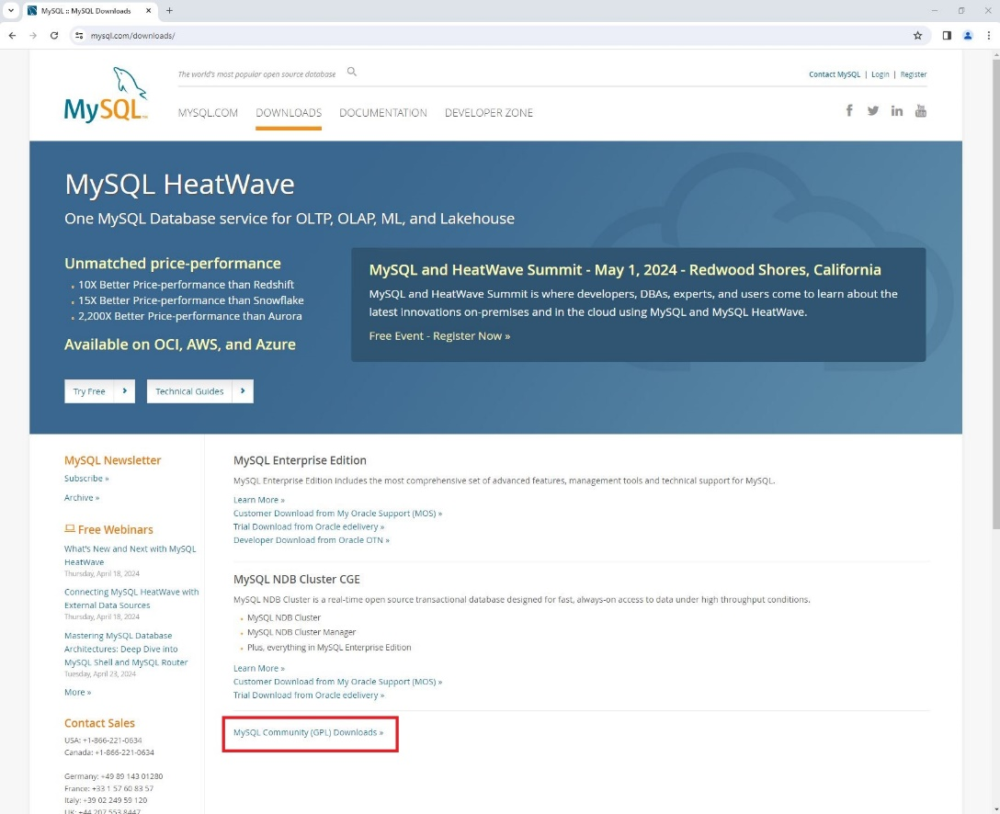 MySQL :: MySQL Downloads
mysql.com/downloads/
The world's most popular open source database
Contact MySQL | Login | Register
MySQL™
MYSQL.COM DOWNLOADS DOCUMENTATION DEVELOPER ZONE
MySQL HeatWave
One MySQL Database service for OLTP, OLAP, ML, and Lakehouse
Unmatched price-performance
10X Better Price-performance than Redshift
15X Better Price-performance than Snowflake
2,200X Better Price-performance than Aurora
Available on OCI, AWS, and Azure
MySQL and HeatWave Summit - May 1, 2024 - Redwood Shores, California
MySQL and HeatWave Summit is where developers, DBAs, experts, and users come to learn about the
latest innovations on-premises and in the cloud using MySQL and MySQL HeatWave.
Free Event - Register Now »
Try Free
Technical Guides
MySQL Newsletter
Subscribe »
Archive »
Free Webinars
What's New and Next with MySQL
HeatWave
Thursday, April 18, 2024
Connecting MySQL HeatWave with
External Data Sources
Thursday, April 18, 2024
Mastering MySQL Database
Architectures: Deep Dive into
MySQL Shell and MySQL Router
Tuesday, April 23, 2024
More »
Contact Sales
USA: +1-866-221-0634
Canada: +1-866-221-0634
Germany: +49 89 143 01280
France: +33 1 57 60 83 57
Italy: +39 02 249 59 120
UK: +44 207 553 8447
MySQL Enterprise Edition
MySQL Enterprise Edition includes the most comprehensive set of advanced features, management tools and technical support for MySQL.
Learn More »
Customer Download from My Oracle Support (MOS) »
Trial Download from Oracle edelivery »
Developer Download from Oracle OTN »
MySQL NDB Cluster CGE
MySQL NDB Cluster is a real-time open source transactional database designed for fast, always-on access to data under high throughput conditions.
MySQL NDB Cluster
MySQL NDB Cluster Manager
Plus, everything in MySQL Enterprise Edition
Learn More »
Customer Download from My Oracle Support (MOS) »
Trial Download from Oracle edelivery »
MySQL Community (GPL) Downloads »